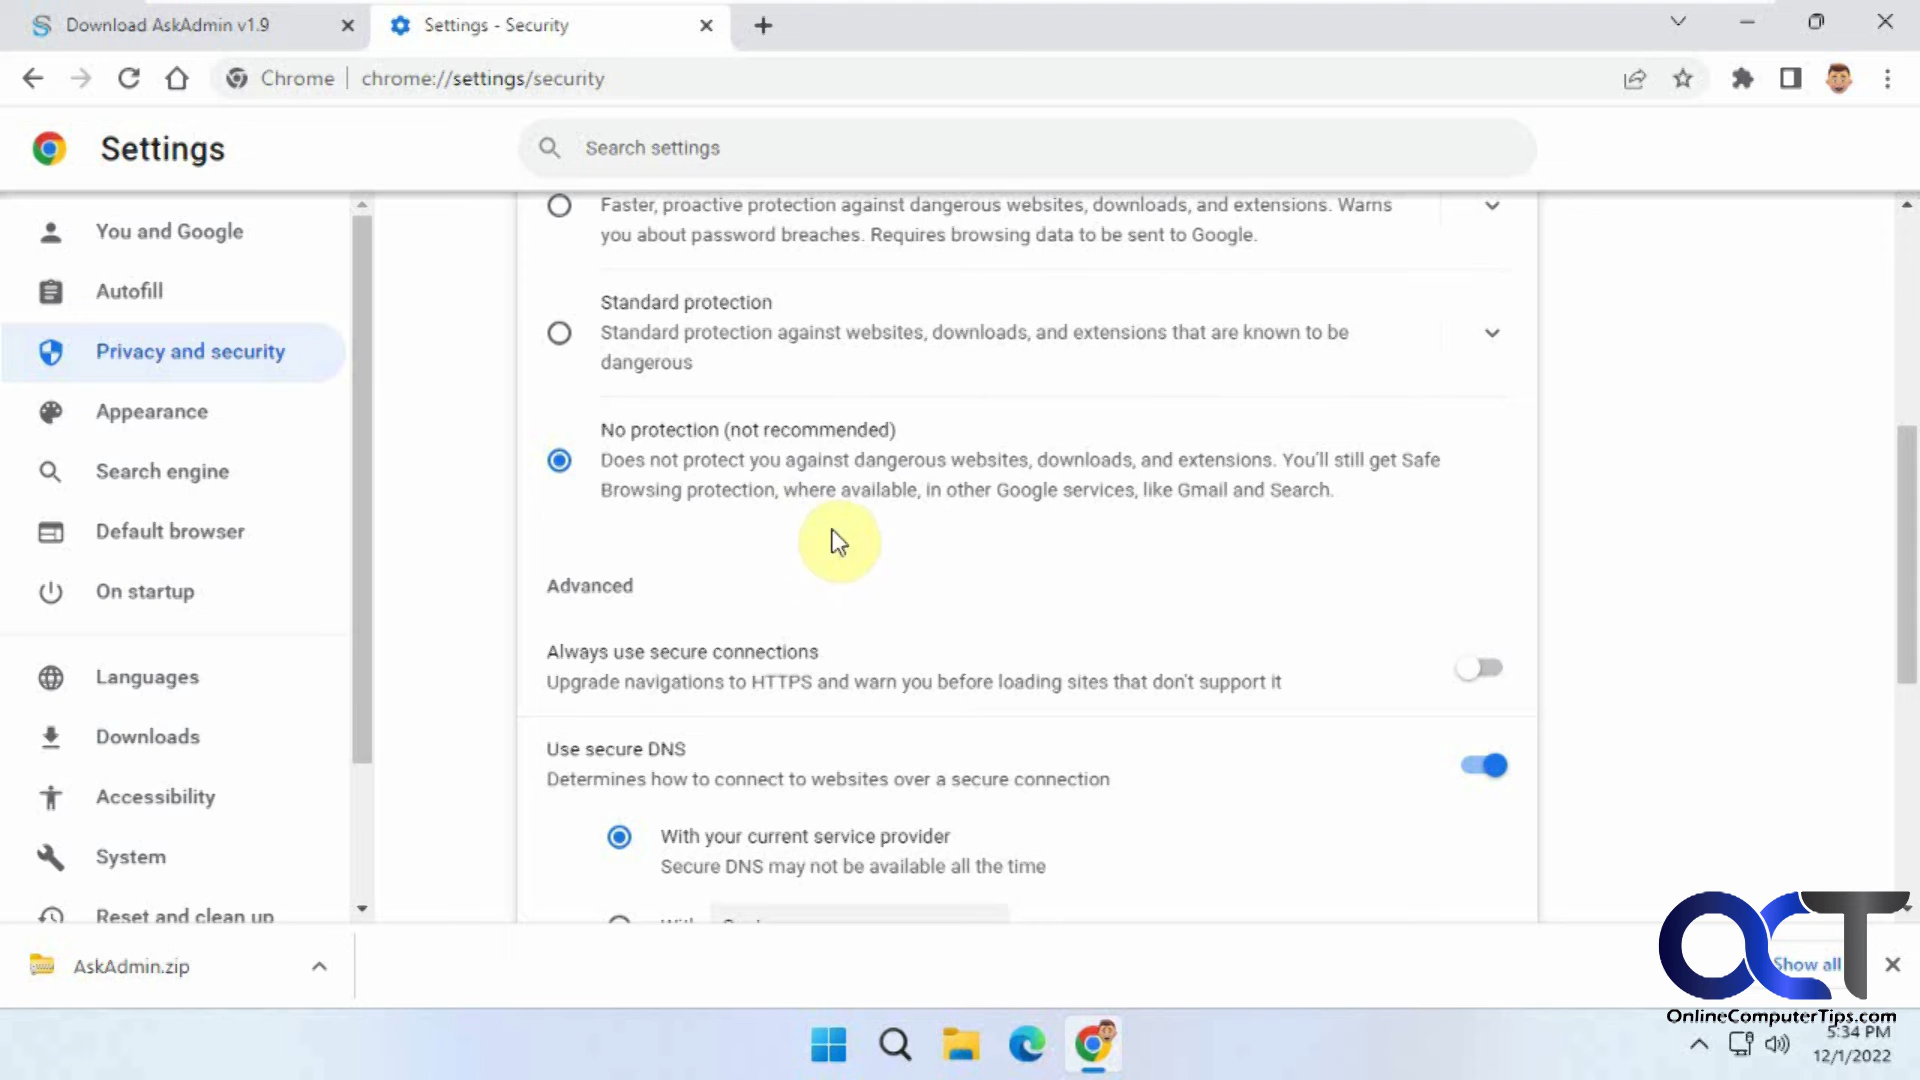 Download AskAdmin v1.9
Settings - Security
Chrome
chrome://settings/security
Settings
Search settings
You and Google
Autofill
Privacy and security
Appearance
Search engine
Default browser
On startup
Languages
Downloads
Accessibility
System
Reset and clean up
Faster, proactive protection against dangerous websites, downloads, and extensions. Warns
you about password breaches. Requires browsing data to be sent to Google.
Standard protection
Standard protection against websites, downloads, and extensions that are known to be
dangerous
No protection (not recommended)
Does not protect you against dangerous websites, downloads, and extensions. You'll still get Safe
Browsing protection, where available, in other Google services, like Gmail and Search.
Advanced
Always use secure connections
Upgrade navigations to HTTPS and warn you before loading sites that don't support it
Use secure DNS
Determines how to connect to websites over a secure connection
With your current service provider
Secure DNS may not be available all the time
With
AskAdmin.zip
Show all
OCT
OnlineComputerTips.com
5:34 PM
12/1/2022